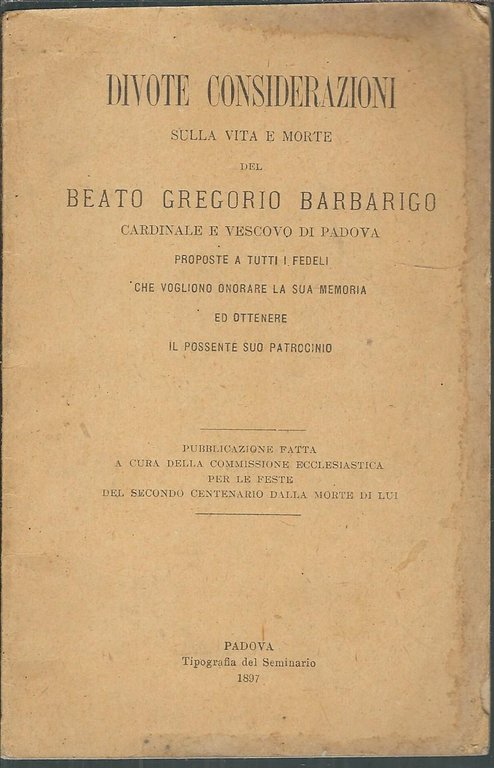 DIVOTE CONSIDERAZIONI
SULLA VITA E MORTE
DEL
BEATO GREGORIO BARBARIGO
CARDINALE E VESCOVO DI PADOVA
PROPOSTE A TUTTI I FEDELI
CHE VOGLIONO ONORARE LA SUA MEMORIA
ED OTTENERE
IL POSSENTE SUO PATROCINIO
PUBBLICAZIONE FATTA
A CURA DELLA COMMISSIONE ECCLESIASTICA
PER LE FESTE
DEL SECONDO CENTENARIO DALLA MORTE DI LUI
PADOVA
Tipografia del Seminario
1897